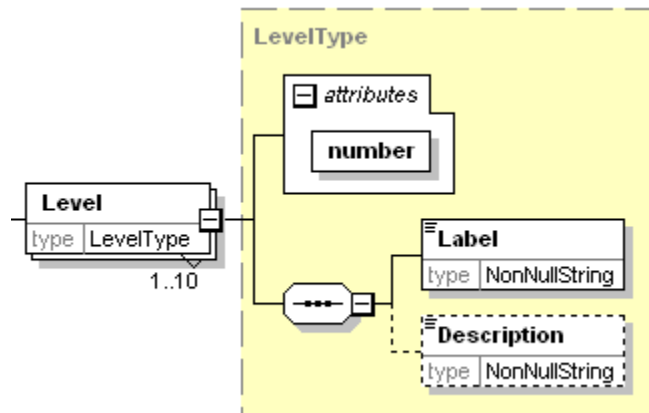 LevelType
attributes
number
Level
type LevelType
1..10
Label
type NonNullString
Description
type NonNullString